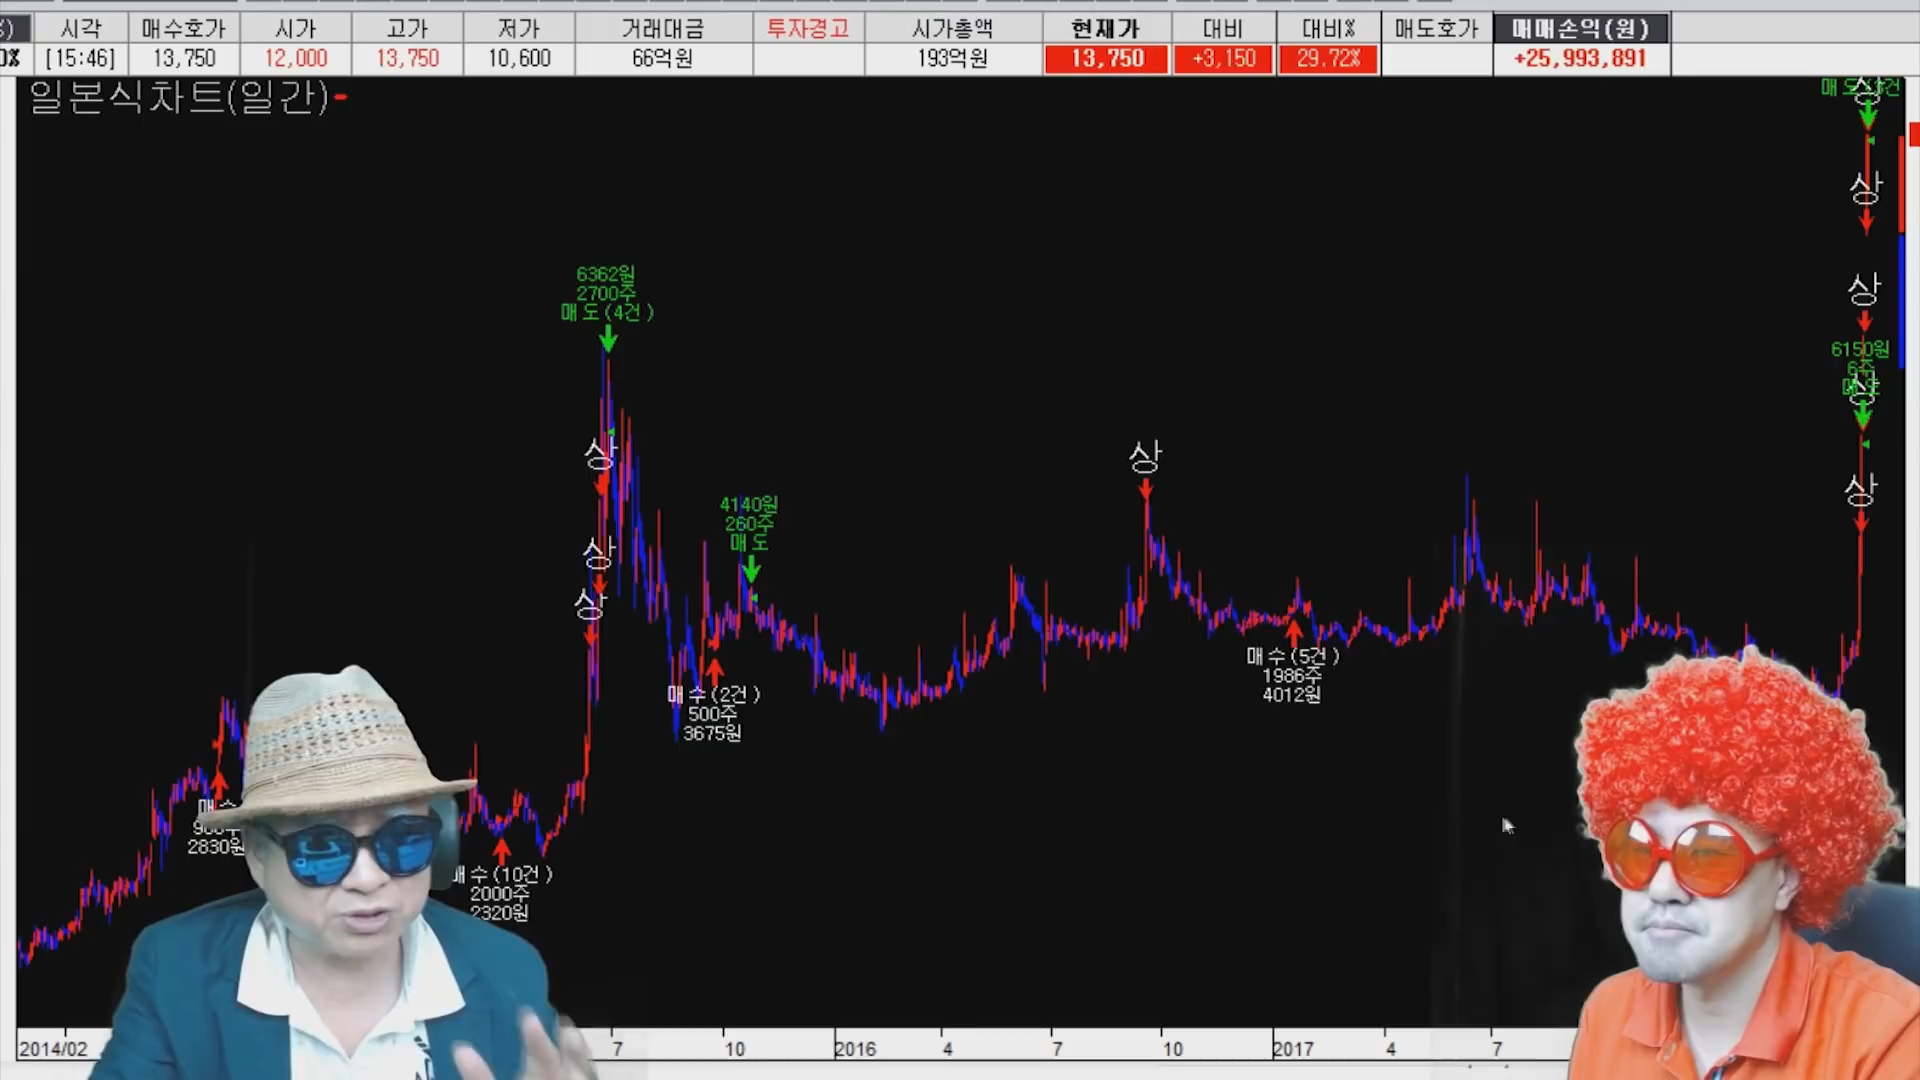 시각 매수호가 시가 고가 저가 거래대금 투자경고 시가총액 현재가 대비 대비% 매도호가 매매손익(원)
0% [15:46] 13,750 12,000 13,750 10,600 66억원 193억원 13,750 +3,150 29.72% +25,993,891
일본식차트(일간)
상
상
상
6150원
6주
상
상
6362원
2700주
매도(4건)
상
상
상
4140원
260주
매도
상
매수(2건)
500주
3675원
매수(5건)
1986주
4012원
매수
2830원
매수(10건)
2000주
2320원
2014/02 7 10 2016 4 7 10 2017 4 7